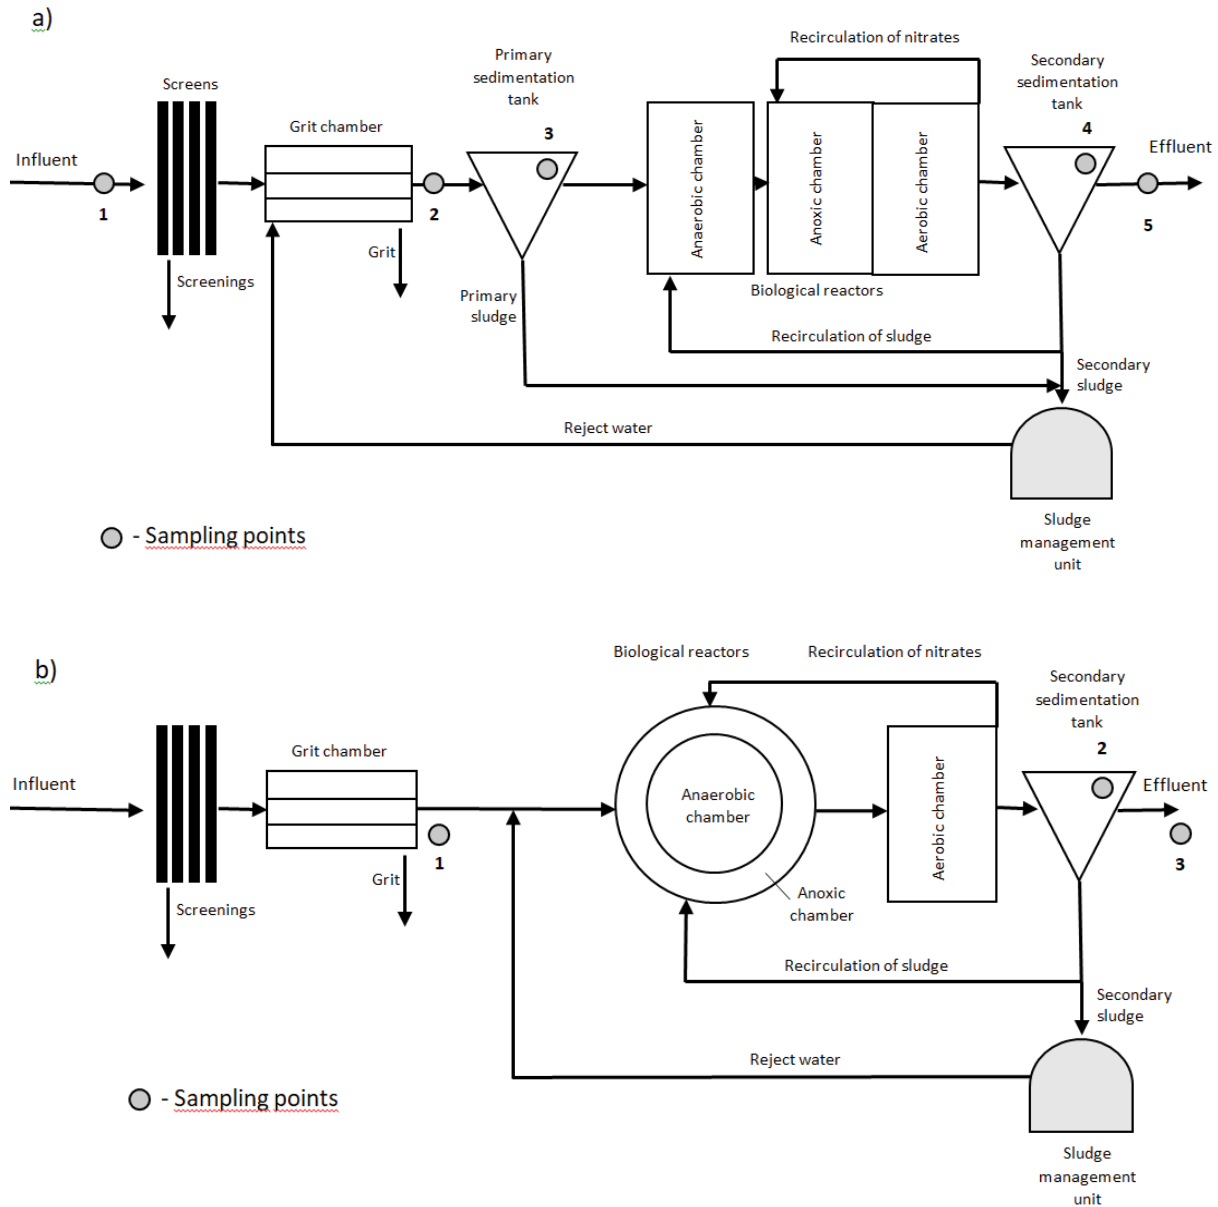 a)
Recirculation of nitrates
Primary
sedimentation
tank
3
Secondary
sedimentation
tank
4
Screens
Grit chamber
Influent
1
2
Anaerobic chamber
Anoxic chamber
Aerobic chamber
Effluent
5
Grit
Screenings
Primary
sludge
Biological reactors
Recirculation of sludge
Secondary
sludge
Reject water
- Sampling points
Sludge
management
unit
b)
Biological reactors
Recirculation of nitrates
Secondary
sedimentation
tank
2
Grit chamber
Influent
1
Anaerobic
chamber
Aerobic chamber
Effluent
3
Grit
Screenings
Anoxic
chamber
Recirculation of sludge
Secondary
sludge
Reject water
- Sampling points
Sludge
management
unit